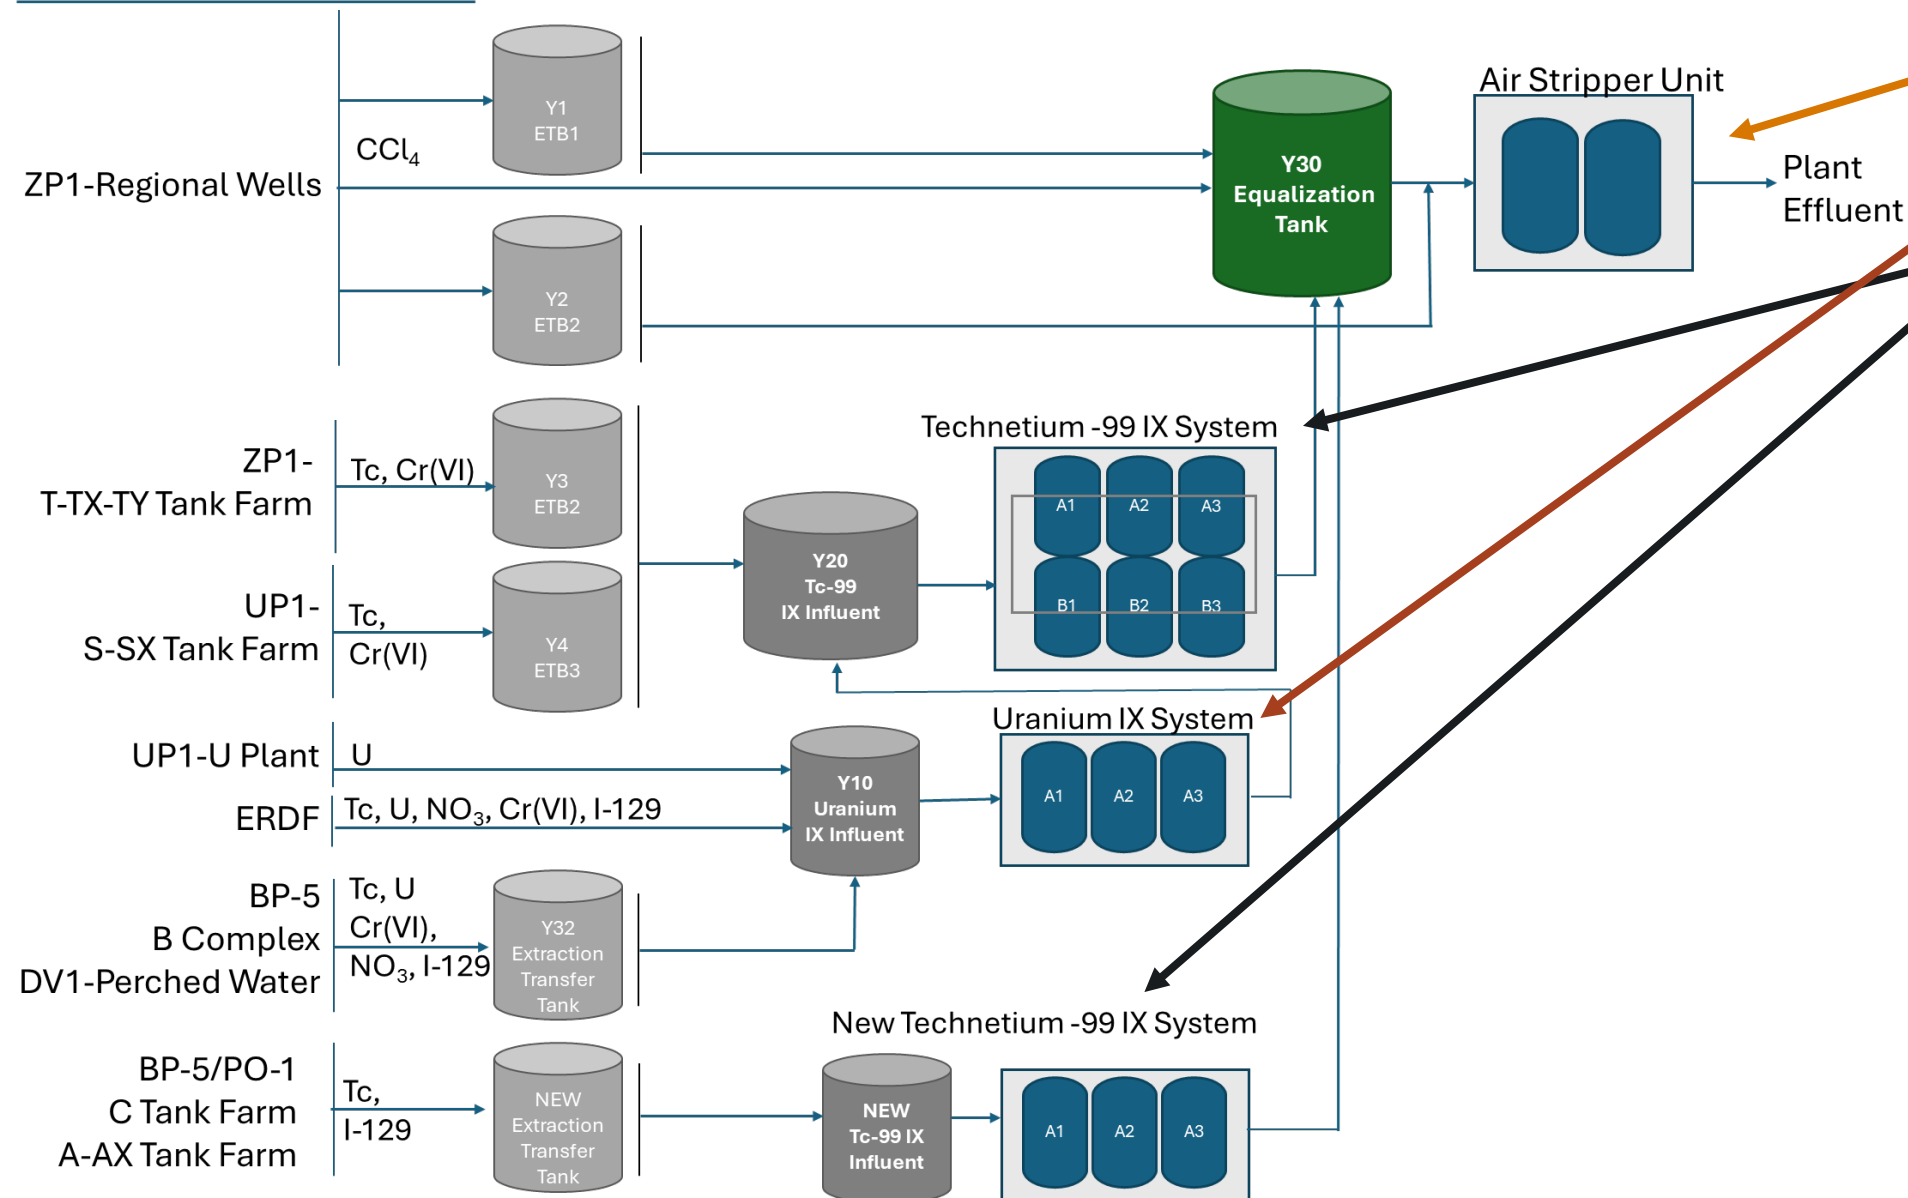 Air Stripper Unit
Y1
ETB1
CCl₄
ZP1-Regional Wells
Y30
Equalization
Tank
Plant
Effluent
Y2
ETB2
Technetium -99 IX System
ZP1-
T-TX-TY Tank Farm
Tc, Cr(VI)
Y3
ETB2
A1
A2
A3
Y20
Tc-99
IX Influent
B1
B2
B3
UP1-
S-SX Tank Farm
Tc,
Cr(VI)
Y4
ETB3
Uranium IX System
UP1-U Plant
U
Y10
Uranium
IX Influent
A1
A2
A3
ERDF
Tc, U, NO₃, Cr(VI), I-129
BP-5
B Complex
DV1-Perched Water
Tc, U
Cr(VI),
NO₃, I-129
Y32
Extraction
Transfer
Tank
New Technetium -99 IX System
BP-5/PO-1
C Tank Farm
A-AX Tank Farm
Tc,
I-129
NEW
Extraction
Transfer
Tank
NEW
Tc-99 IX
Influent
A1
A2
A3